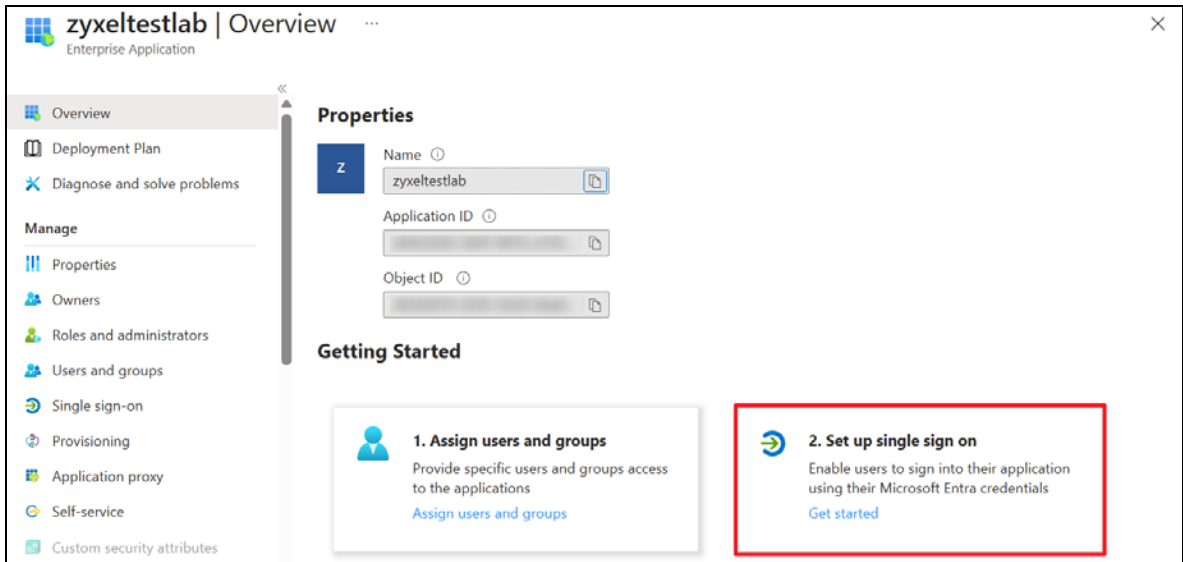 zyxeltestlab | Overview ...
Enterprise Application
Overview
Deployment Plan
Diagnose and solve problems
Manage
Properties
Owners
Roles and administrators
Users and groups
Single sign-on
Provisioning
Application proxy
Self-service
Custom security attributes
Properties
Z
Name
zyxeltestlab
Application ID
Object ID
Getting Started
1. Assign users and groups
Provide specific users and groups access
to the applications
Assign users and groups
2. Set up single sign on
Enable users to sign into their application
using their Microsoft Entra credentials
Get started